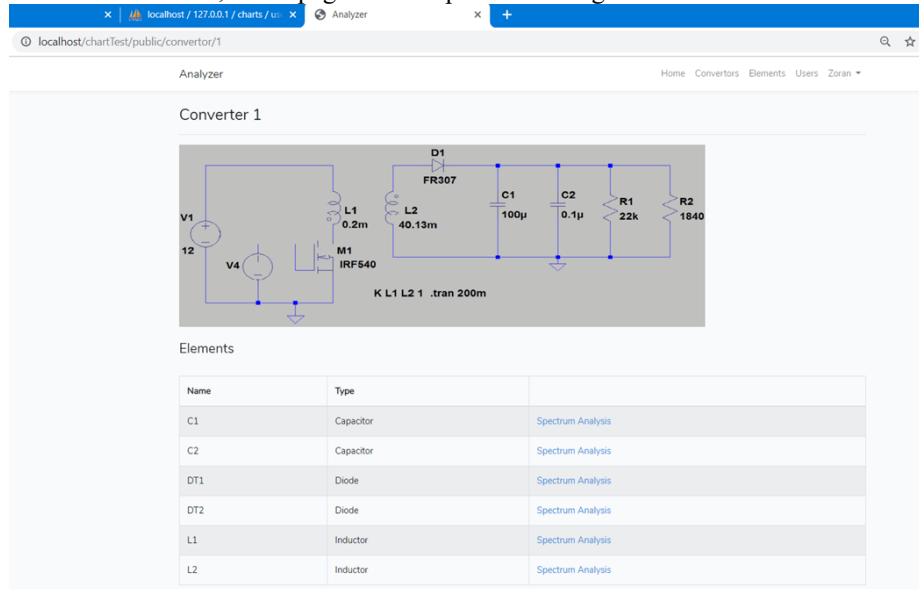 localhost / 127.0.0.1 / charts / us Analyzer
localhost/chartTest/public/convertor/1
Analyzer Home Convertors Elements Users Zoran
Converter 1
D1
FR307
V1
12
V4
L1
0.2m
L2
40.13m
M1
IRF540
C1
100µ
C2
0.1µ
R1
22k
R2
1840
K L1 L2 1 .tran 200m
Elements
Name Type
C1 Capacitor Spectrum Analysis
C2 Capacitor Spectrum Analysis
DT1 Diode Spectrum Analysis
DT2 Diode Spectrum Analysis
L1 Inductor Spectrum Analysis
L2 Inductor Spectrum Analysis